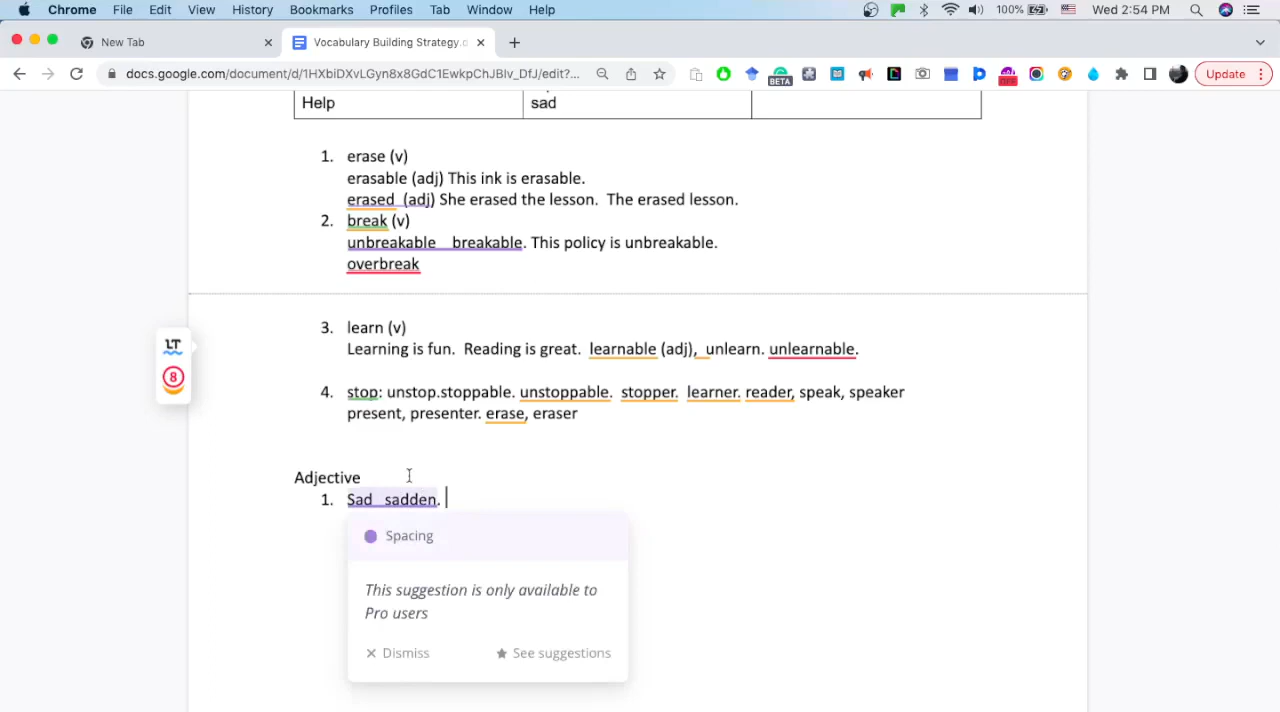 Chrome File Edit View History Bookmarks Profiles Tab Window Help 100% Wed 2:54 PM
New Tab Vocabulary Building Strategy.d
docs.google.com/document/d/1HXbiDXvLGyn8x8GdC1EwkpChJBlv_DfJ/edit?... BETA OFF Update
Help sad
1. erase (v)
erasable (adj) This ink is erasable.
erased (adj) She erased the lesson. The erased lesson.
2. break (v)
unbreakable breakable. This policy is unbreakable.
overbreak
3. learn (v)
LT
Learning is fun. Reading is great. learnable (adj), unlearn. unlearnable.
8
4. stop: unstop.stoppable. unstoppable. stopper. learner. reader, speak, speaker
present, presenter. erase, eraser
Adjective
1. Sad sadden.
Spacing
This suggestion is only available to
Pro users
Dismiss See suggestions